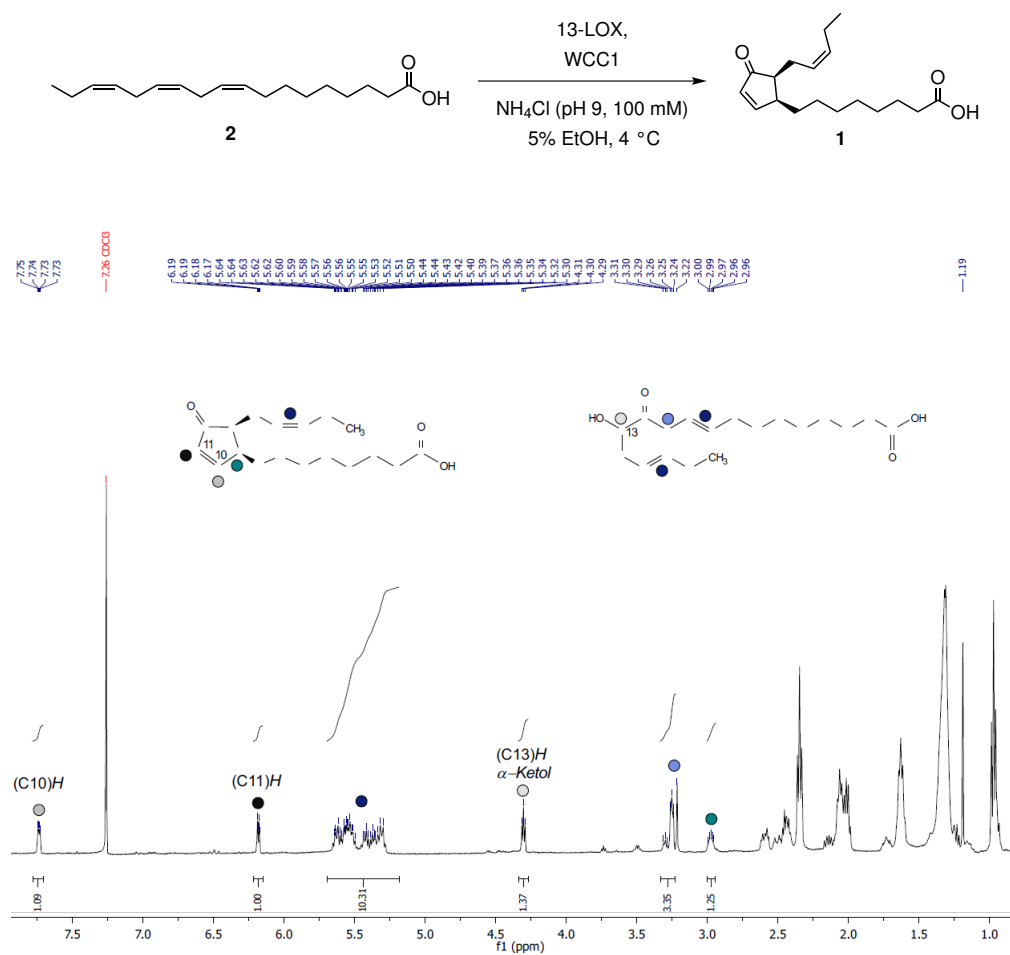 13-LOX,
WCC1
NH₄Cl (pH 9, 100 mM)
5% EtOH, 4 °C
O
OH
2
O
O
OH
1
7.75
7.74
7.73
7.73
7.26 CDCl3
6.19
6.19
6.18
6.17
5.64
5.64
5.63
5.62
5.62
5.60
5.59
5.58
5.57
5.56
5.56
5.55
5.55
5.53
5.52
5.51
5.50
5.44
5.44
5.43
5.42
5.40
5.39
5.37
5.36
5.36
5.35
5.34
5.32
5.30
4.31
4.30
4.29
3.31
3.30
3.29
3.26
3.25
3.24
3.22
3.00
2.99
2.97
2.96
2.96
1.19
O
11
10
CH₃
O
OH
O
HO
13
CH₃
OH
O
(C10)H
(C11)H
(C13)H
α–Ketol
1.09
1.00
10.31
1.37
3.35
1.25
7.5 7.0 6.5 6.0 5.5 5.0 4.5 4.0 3.5 3.0 2.5 2.0 1.5 1.0
f1 (ppm)